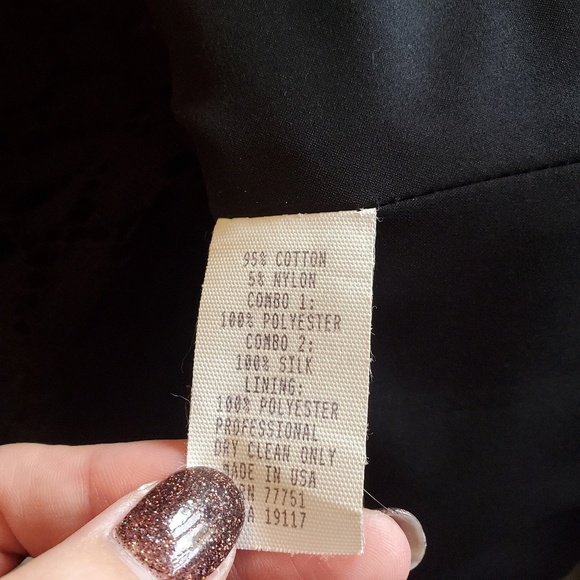 95% COTTON
5% NYLON
COMBO 1:
100% POLYESTER
COMBO 2:
100% SILK
LINING:
100% POLYESTER
PROFESSIONAL
DRY CLEAN ONLY
MADE IN USA
77751
19117